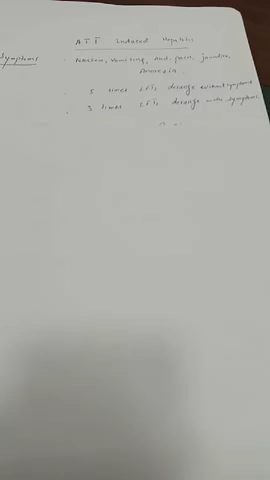 ATT Induced Hepatitis
Symptoms - Nausea, Vomiting, Abd. pain, jaundice,
Anorexia.
- 5 times LFTs derange without symptoms
- 3 times LFTs derange with symptoms.